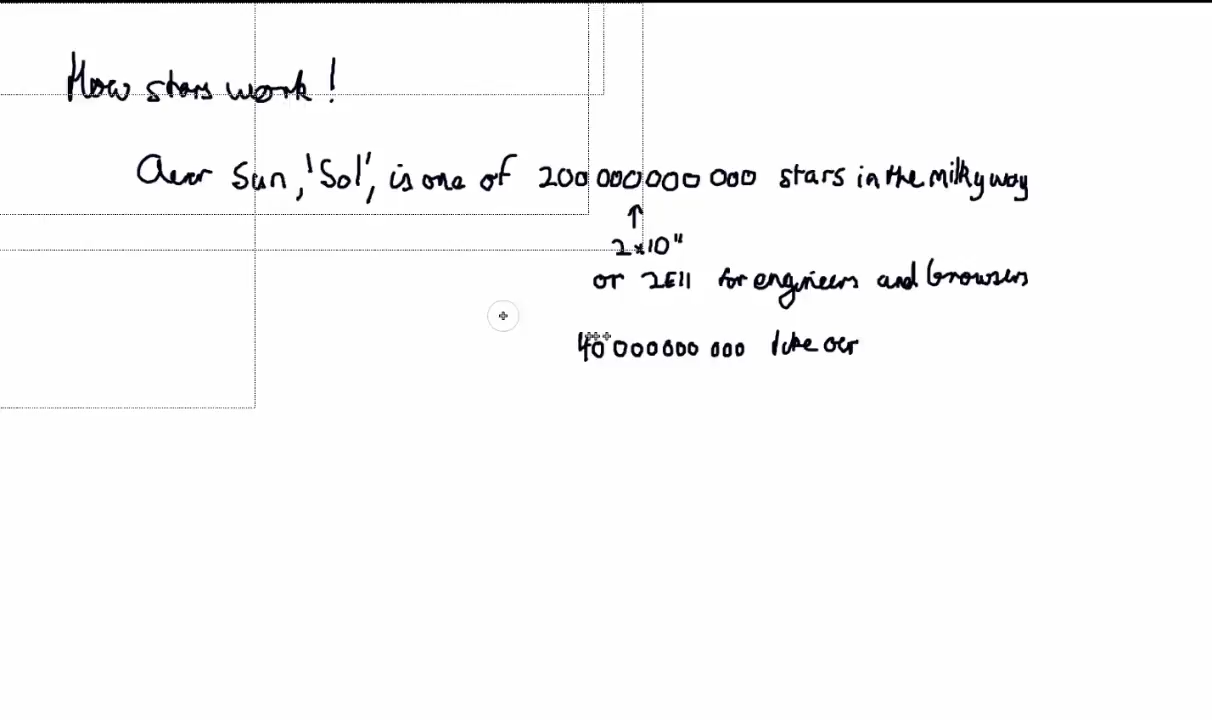 How stars work!
Our Sun, 'Sol', is one of 200 000 000 000 stars in the milky way
↑
2×10¹¹
or 2E11 for engineers and browsers
40 000 000 000 like our